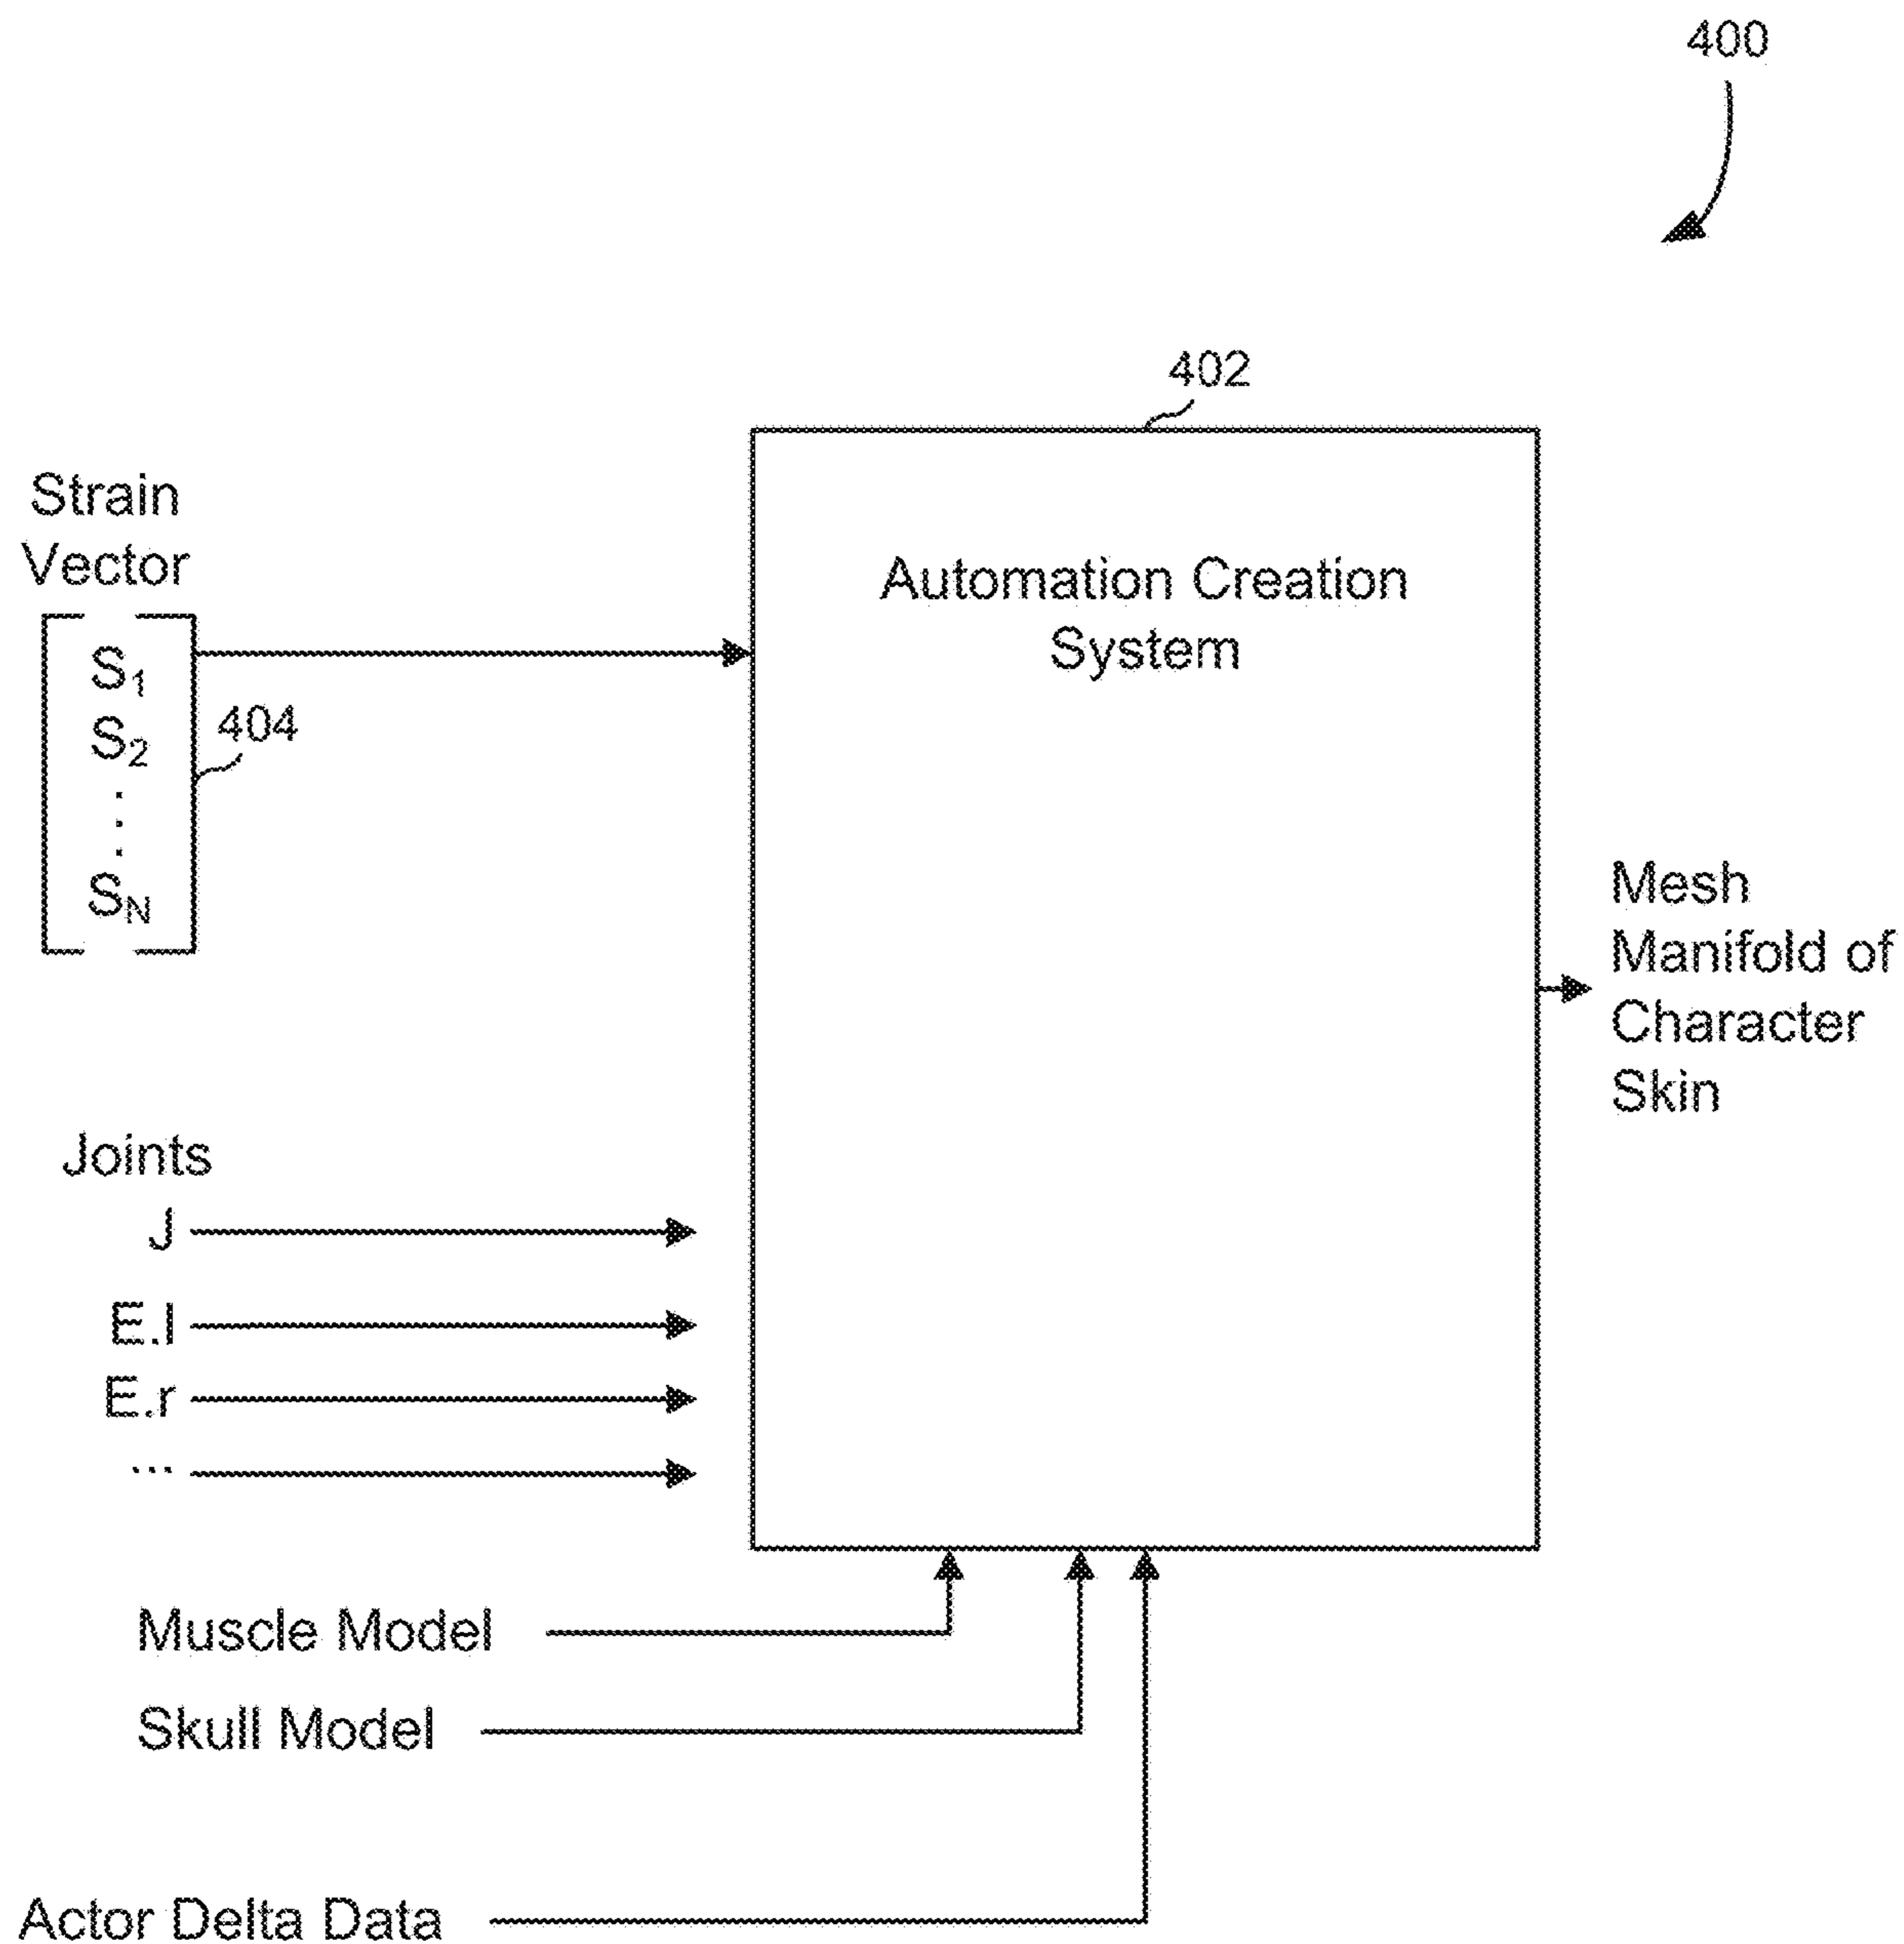 400
402
Strain
Vector
Automation Creation
System
S1
S2
404
.
.
.
SN
Mesh
Manifold of
Character
Skin
Joints
J
E.l
E.r
...
Muscle Model
Skull Model
Actor Delta Data